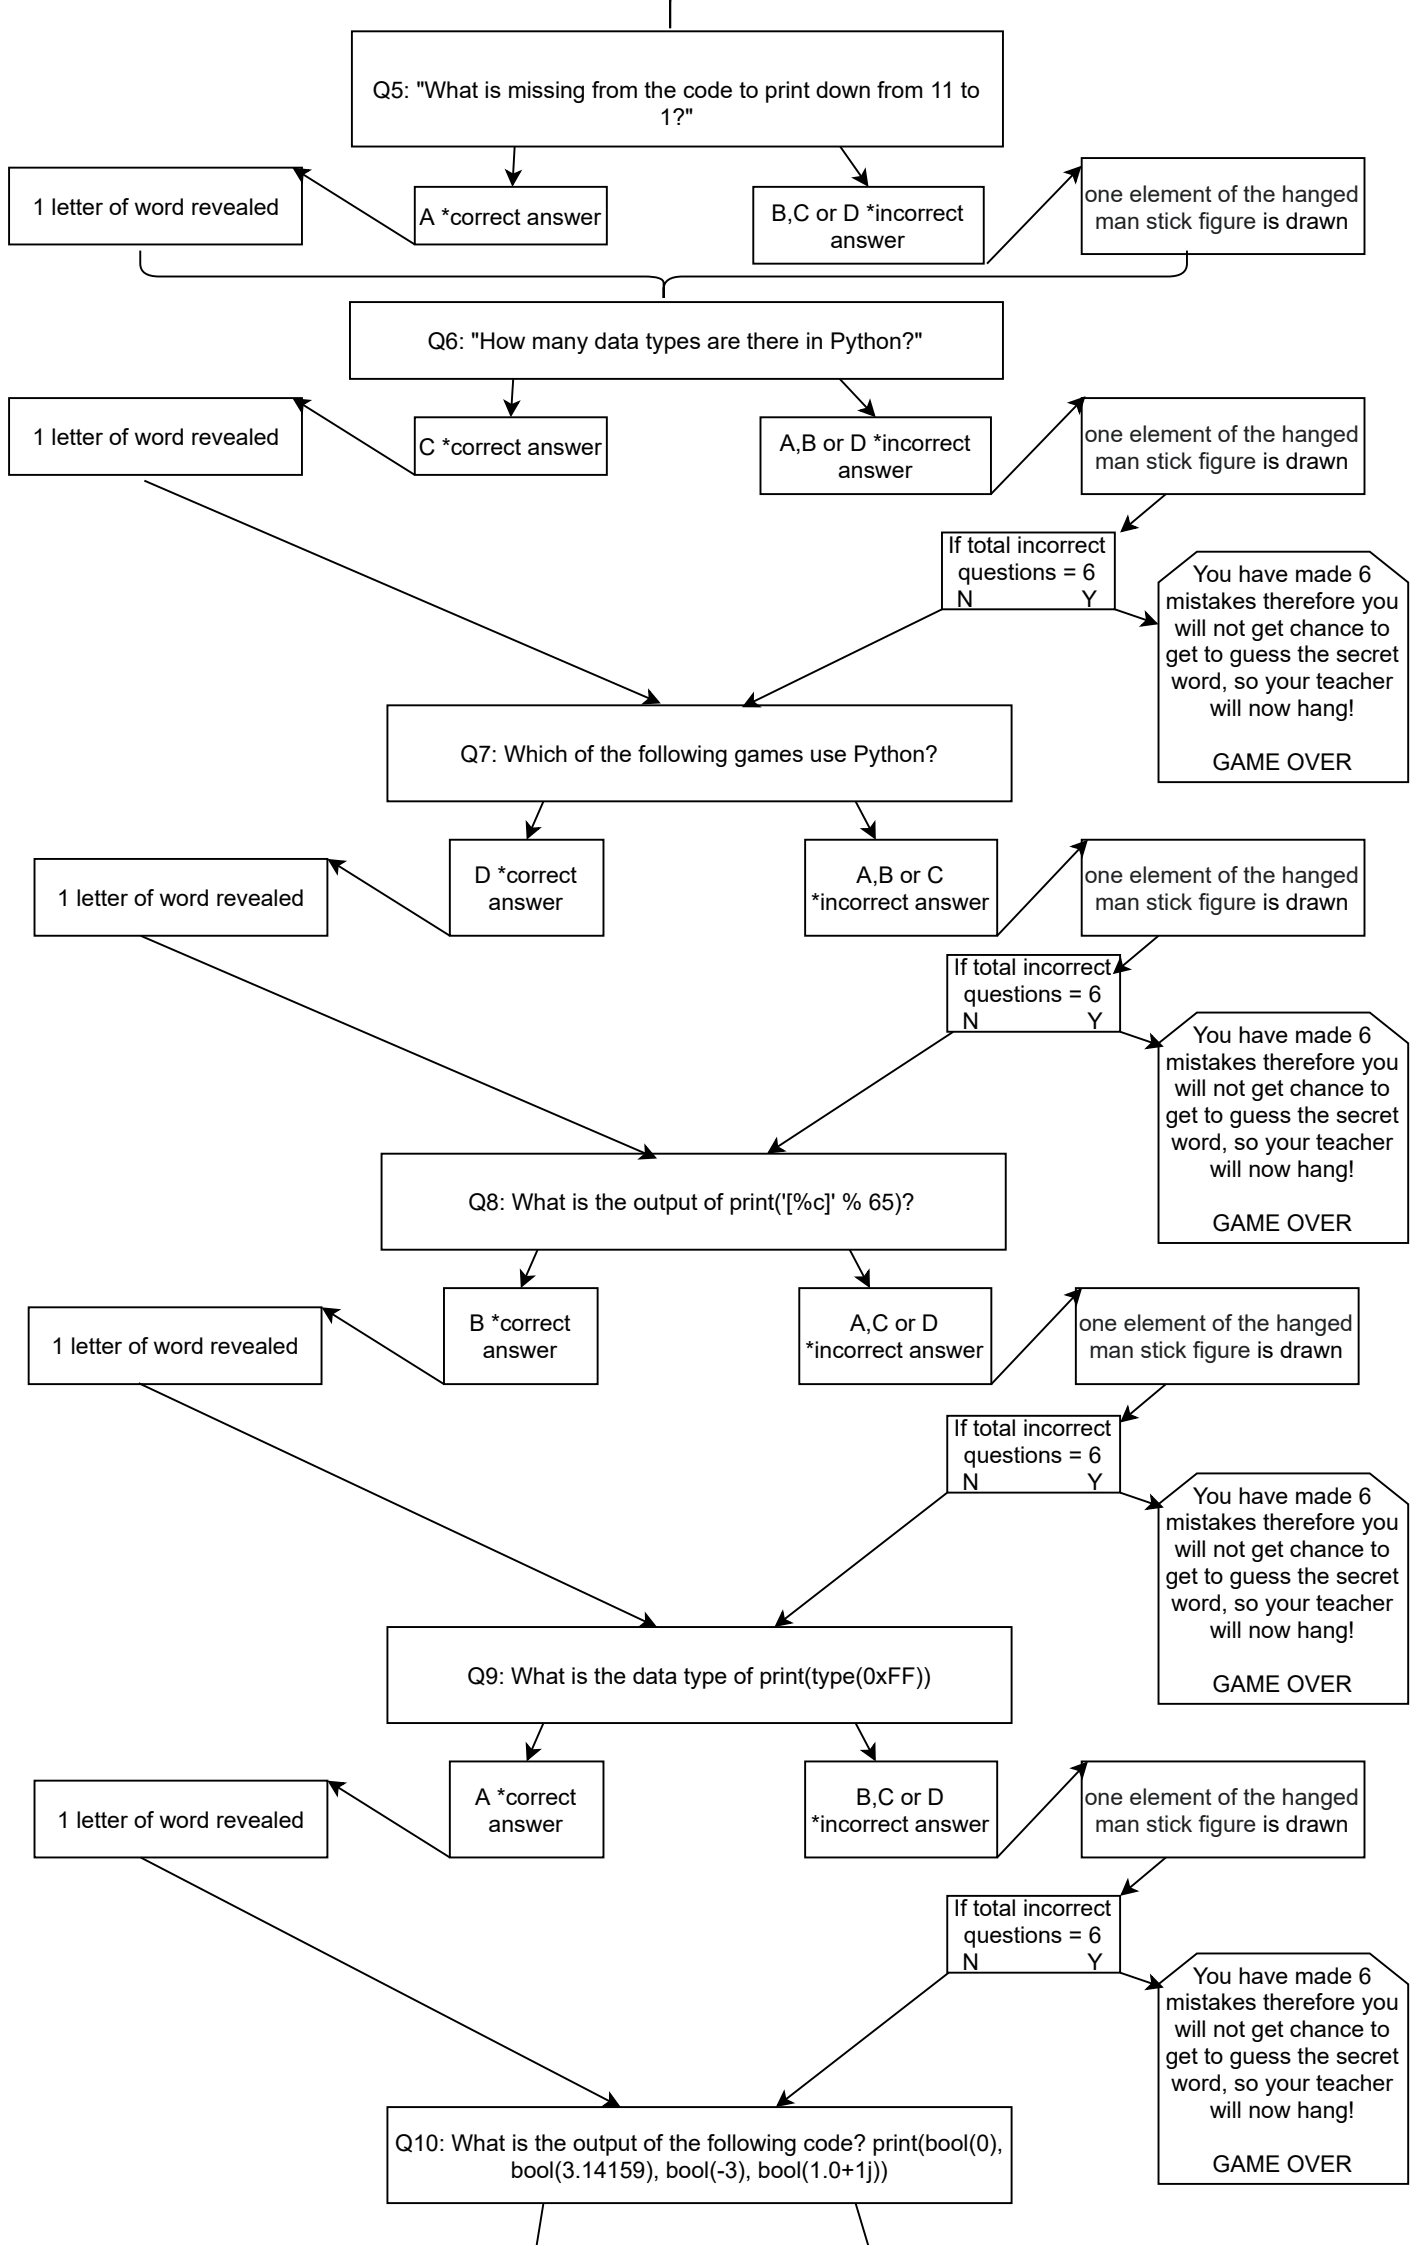 Q5: "What is missing from the code to print down from 11 to
1?"
1 letter of word revealed
A *correct answer
B,C or D *incorrect
answer
one element of the hanged
man stick figure is drawn
Q6: "How many data types are there in Python?"
1 letter of word revealed
C *correct answer
A,B or D *incorrect
answer
one element of the hanged
man stick figure is drawn
If total incorrect
questions = 6
N Y
You have made 6
mistakes therefore you
will not get chance to
get to guess the secret
word, so your teacher
will now hang!
GAME OVER
Q7: Which of the following games use Python?
1 letter of word revealed
D *correct
answer
A,B or C
*incorrect answer
one element of the hanged
man stick figure is drawn
If total incorrect
questions = 6
N Y
You have made 6
mistakes therefore you
will not get chance to
get to guess the secret
word, so your teacher
will now hang!
GAME OVER
Q8: What is the output of print('[%c]' % 65)?
1 letter of word revealed
B *correct
answer
A,C or D
*incorrect answer
one element of the hanged
man stick figure is drawn
If total incorrect
questions = 6
N Y
You have made 6
mistakes therefore you
will not get chance to
get to guess the secret
word, so your teacher
will now hang!
GAME OVER
Q9: What is the data type of print(type(0xFF))
1 letter of word revealed
A *correct
answer
B,C or D
*incorrect answer
one element of the hanged
man stick figure is drawn
If total incorrect
questions = 6
N Y
You have made 6
mistakes therefore you
will not get chance to
get to guess the secret
word, so your teacher
will now hang!
GAME OVER
Q10: What is the output of the following code? print(bool(0),
bool(3.14159), bool(-3), bool(1.0+1j))